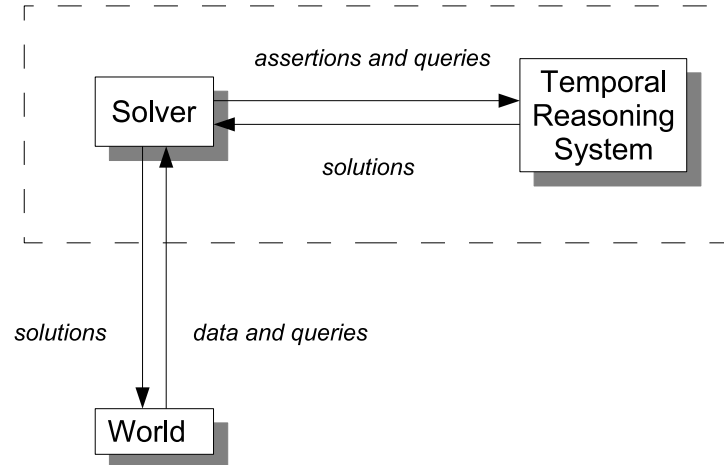 assertions and queries
Solver
Temporal
Reasoning
System
solutions
solutions
data and queries
World